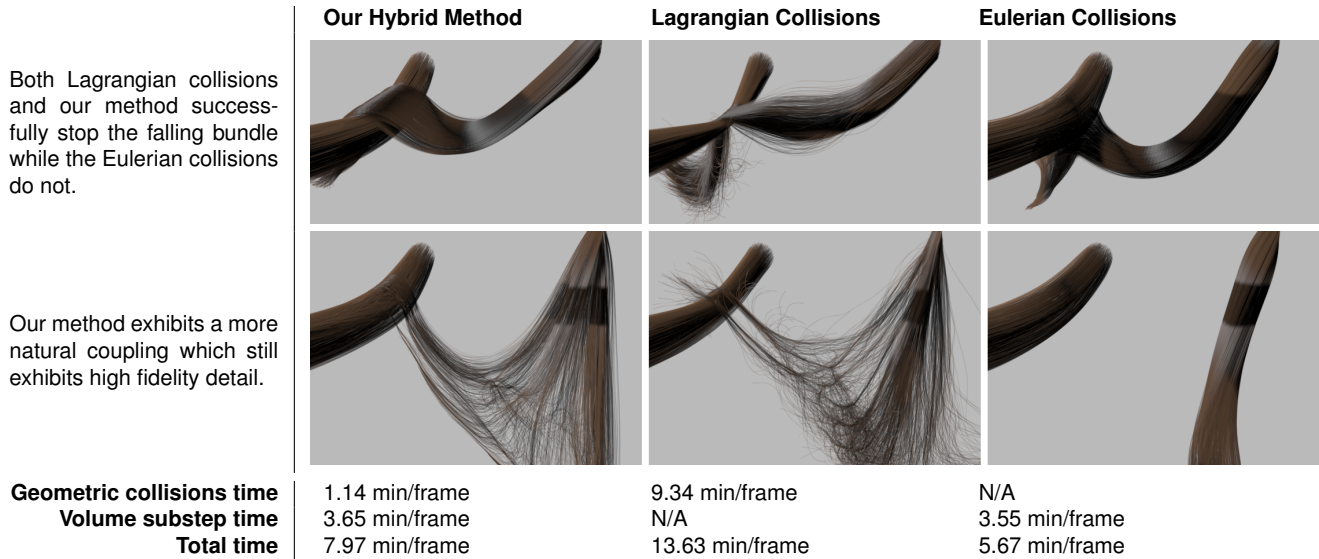 Our Hybrid Method
Lagrangian Collisions
Eulerian Collisions
Both Lagrangian collisions
and our method success-
fully stop the falling bundle
while the Eulerian collisions
do not.
Our method exhibits a more
natural coupling which still
exhibits high fidelity detail.
Geometric collisions time 1.14 min/frame 9.34 min/frame N/A
Volume substep time 3.65 min/frame N/A 3.55 min/frame
Total time 7.97 min/frame 13.63 min/frame 5.67 min/frame